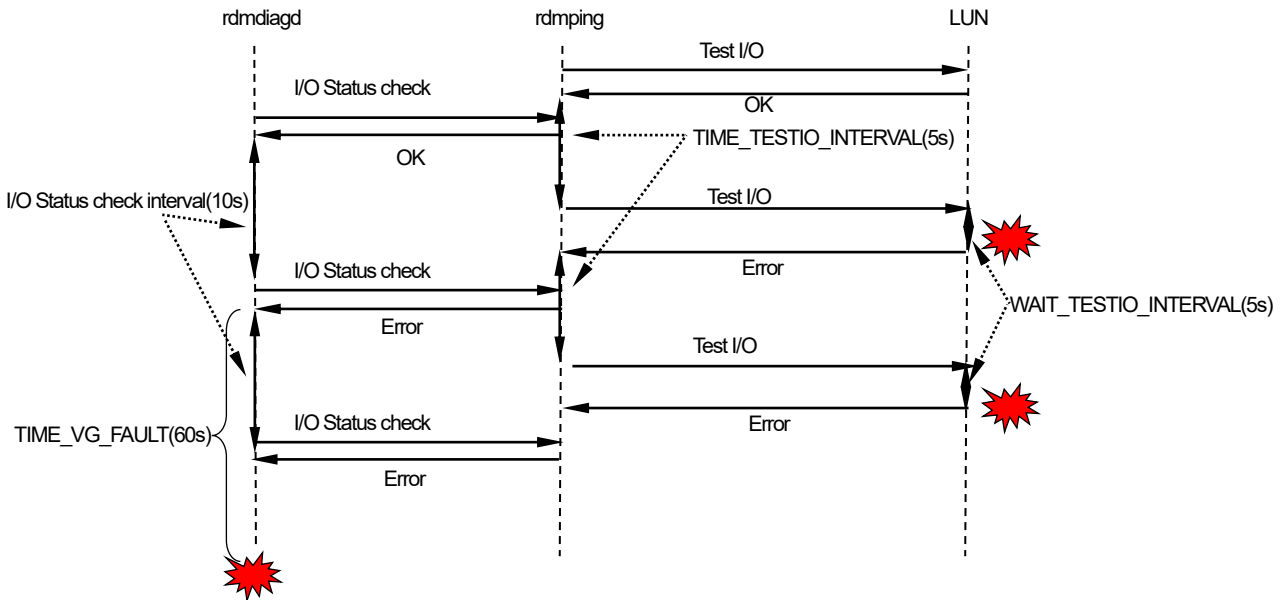 rdmdiagd
rdmping
LUN
Test I/O
I/O Status check
OK
OK
TIME_TESTIO_INTERVAL(5s)
I/O Status check interval(10s)
Test I/O
Error
I/O Status check
Error
WAIT_TESTIO_INTERVAL(5s)
Test I/O
Error
I/O Status check
TIME_VG_FAULT(60s)
Error